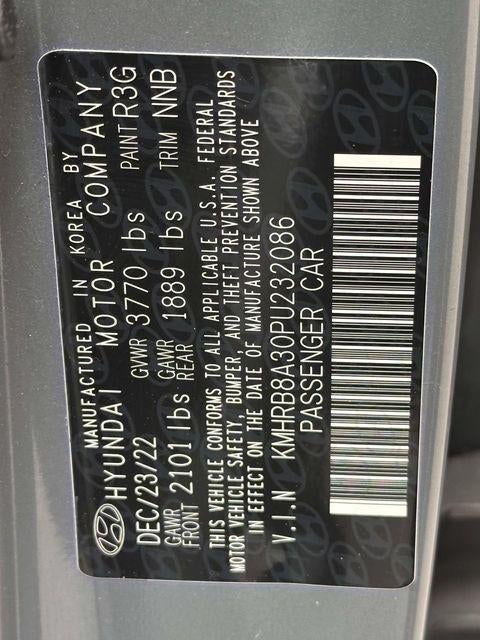 MANUFACTURED IN KOREA BY
HYUNDAI MOTOR COMPANY
DEC/23/22 GVWR 3770 lbs PAINT R3G
GAWR FRONT 2101 lbs GAWR REAR 1889 lbs TRIM NNB
THIS VEHICLE CONFORMS TO ALL APPLICABLE U.S.A. FEDERAL
MOTOR VEHICLE SAFETY, BUMPER, AND THEFT PREVENTION STANDARDS
IN EFFECT ON THE DATE OF MANUFACTURE SHOWN ABOVE
V.I.N KMHRB8A30PU232086
PASSENGER CAR